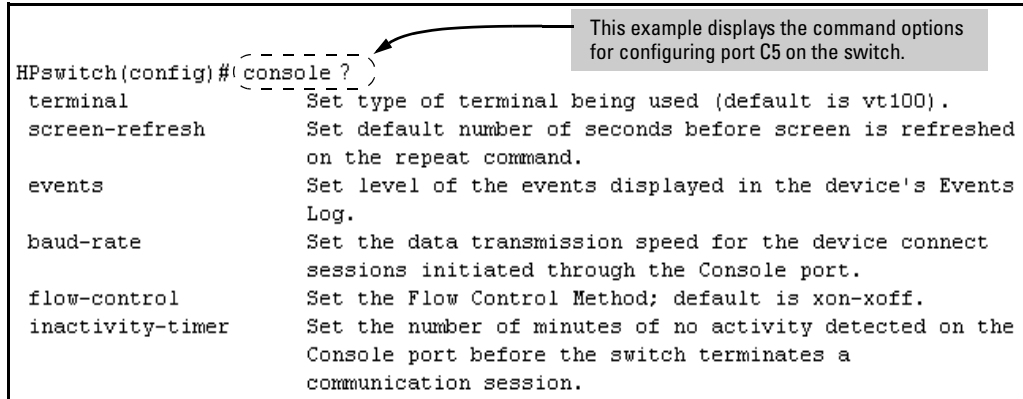 This example displays the command options
for configuring port C5 on the switch.
HPswitch(config)# console ?
terminal Set type of terminal being used (default is vt100).
screen-refresh Set default number of seconds before screen is refreshed
on the repeat command.
events Set level of the events displayed in the device's Events
Log.
baud-rate Set the data transmission speed for the device connect
sessions initiated through the Console port.
flow-control Set the Flow Control Method; default is xon-xoff.
inactivity-timer Set the number of minutes of no activity detected on the
Console port before the switch terminates a
communication session.